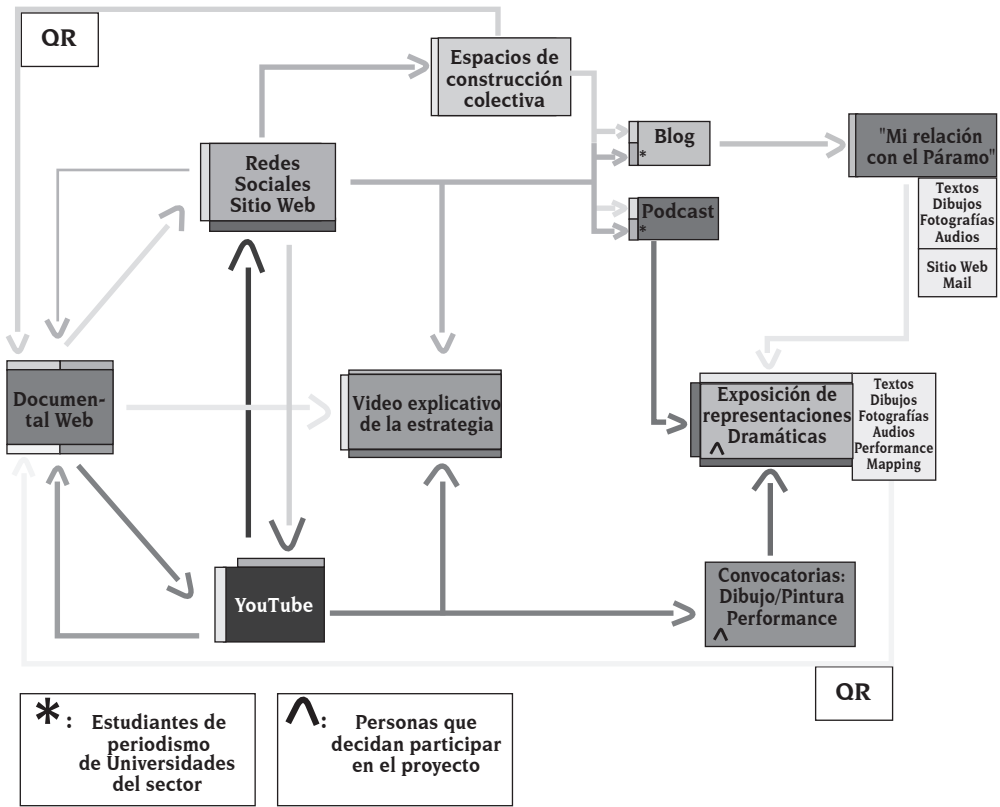 QR
Espacios de
construcción
colectiva
Redes
Sociales
Sitio Web
Blog
*
Podcast
*
"Mi relación
con el Páramo"
Textos
Dibujos
Fotografías
Audios
Sitio Web
Mail
Documen-
tal Web
Video explicativo
de la estrategia
Exposición de
representaciones
Dramáticas
^
Textos
Dibujos
Fotografías
Audios
Performance
Mapping
YouTube
Convocatorias:
Dibujo/Pintura
Performance
^
QR
*: Estudiantes de
periodismo
de Universidades
del sector
^: Personas que
decidan participar
en el proyecto